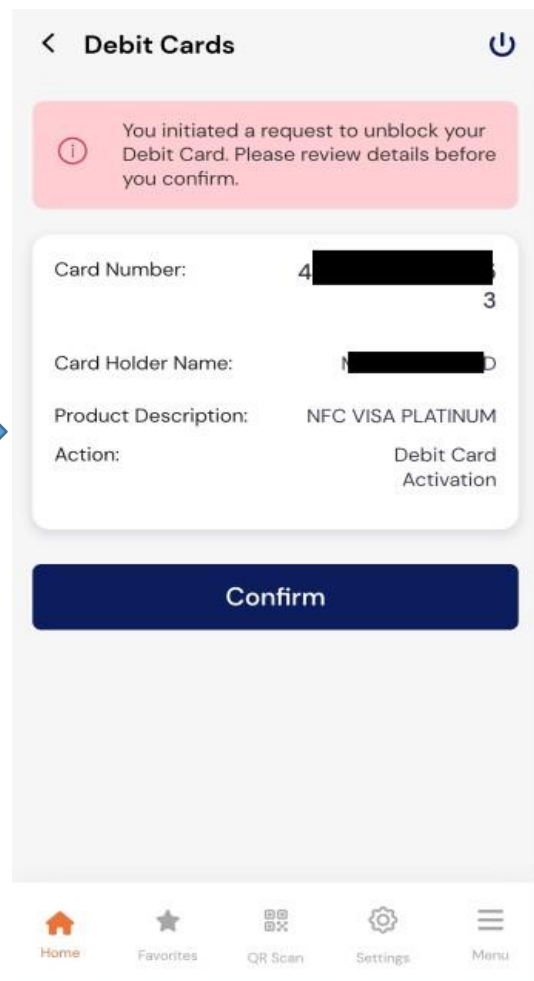 Debit Cards
You initiated a request to unblock your
Debit Card. Please review details before
you confirm.
Card Number: 4
3
Card Holder Name: D
Product Description: NFC VISA PLATINUM
Action: Debit Card
Activation
Confirm
Home Favorites QR Scan Settings Menu